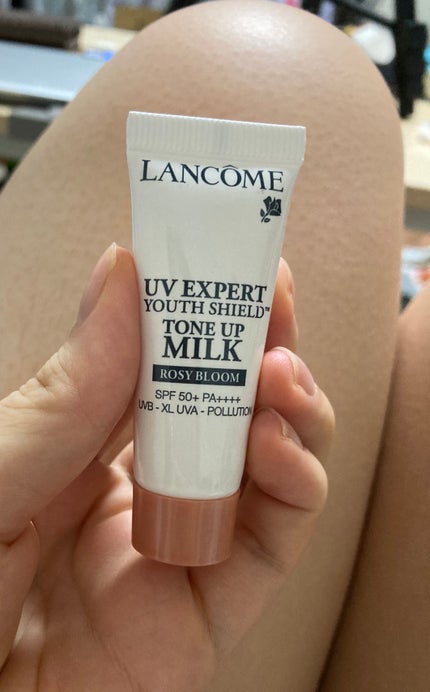 LANCÔME
UV EXPERT
YOUTH SHIELD™
TONE UP
MILK
ROSY BLOOM
SPF 50+ PA++++
UVB - XL UVA - POLLUTION